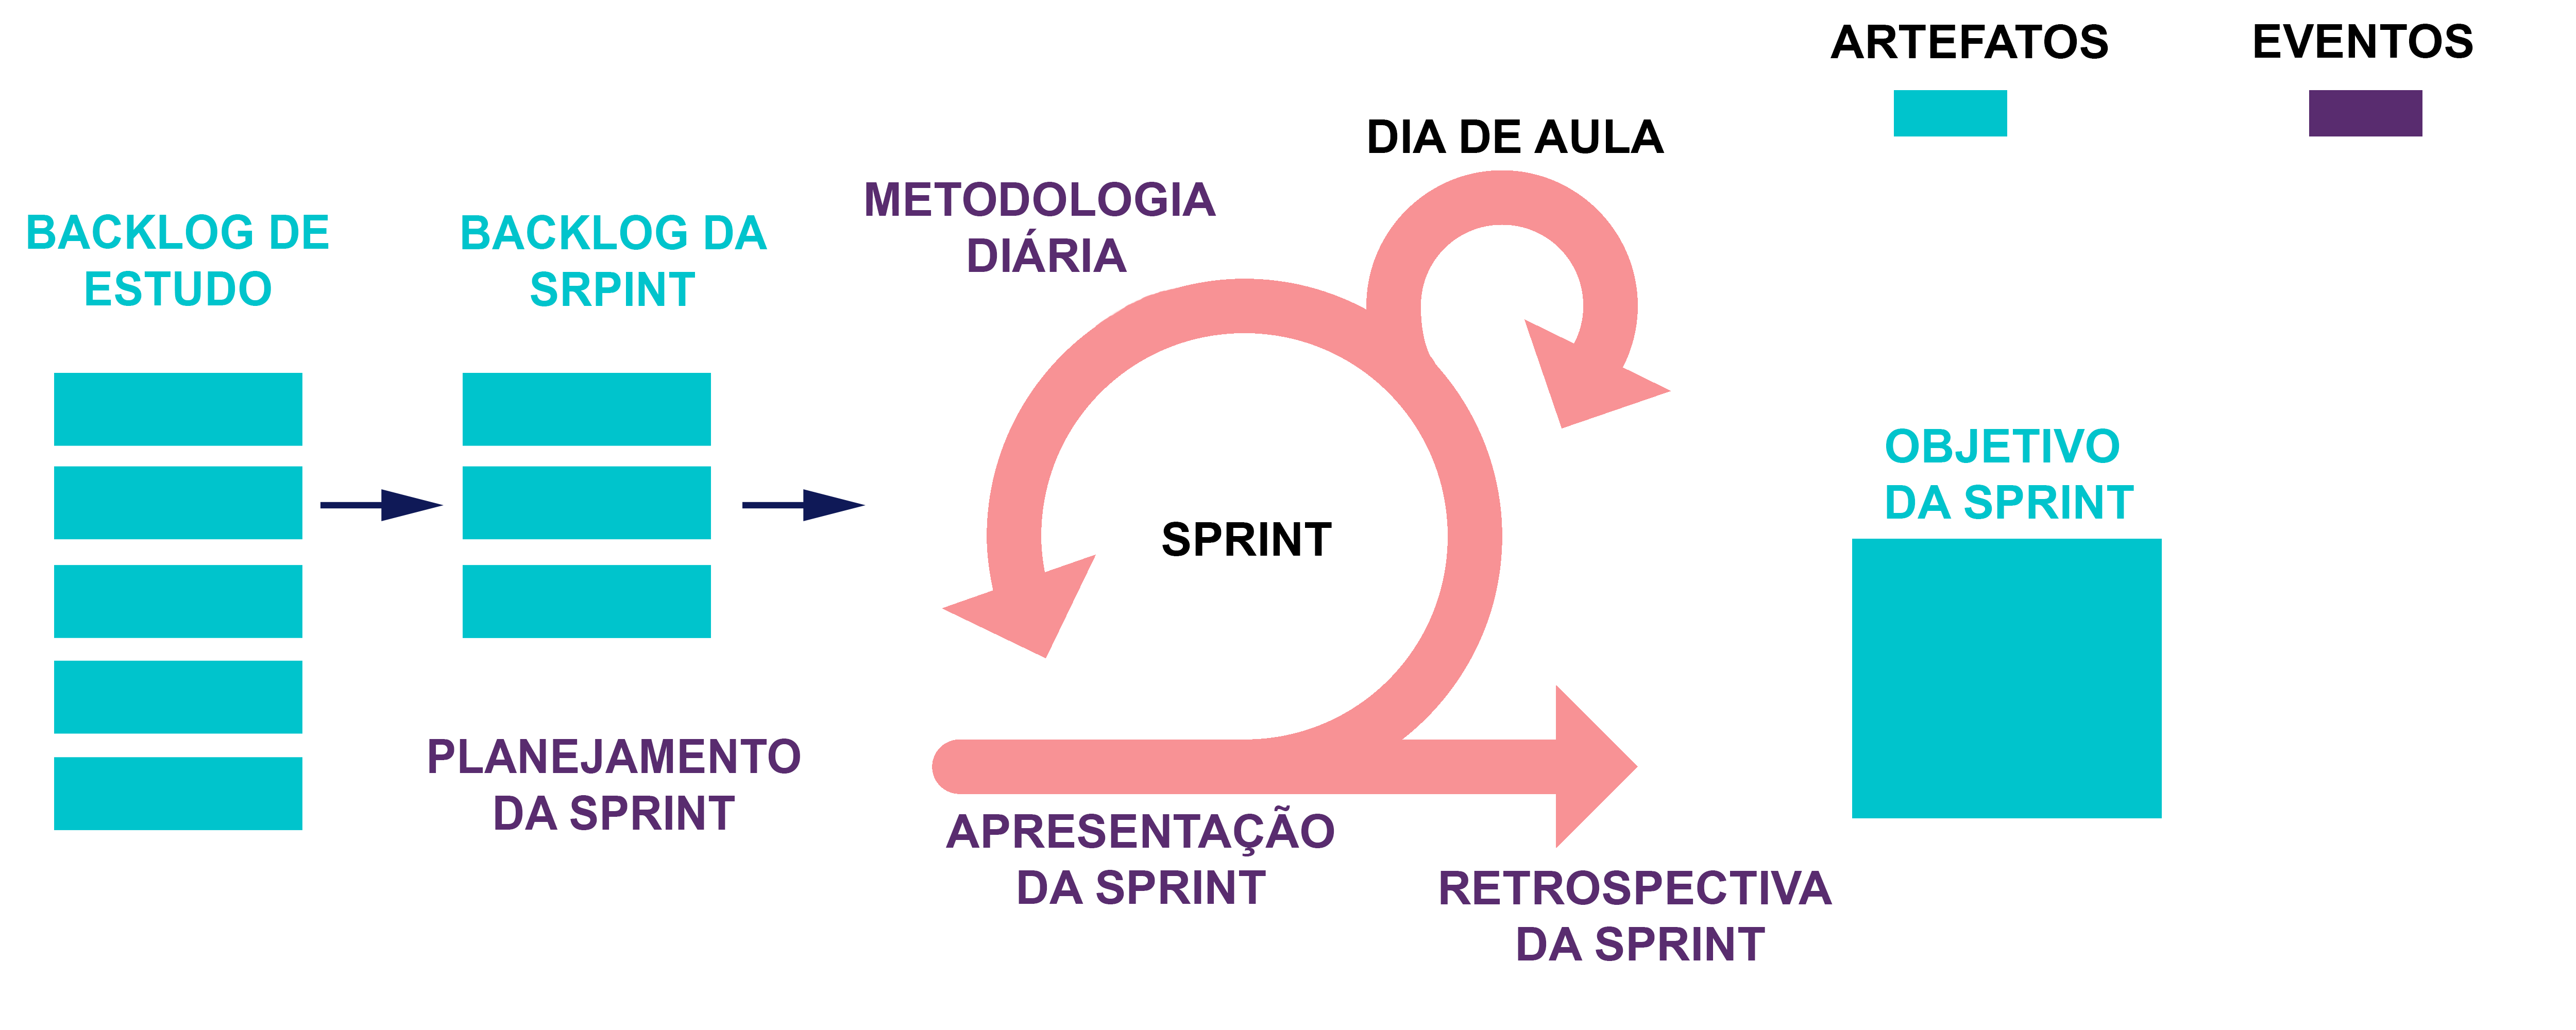 ARTEFATOS
EVENTOS
DIA DE AULA
METODOLOGIA
DIÁRIA
BACKLOG DE
ESTUDO
BACKLOG DA
SRPINT
OBJETIVO
DA SPRINT
SPRINT
PLANEJAMENTO
DA SPRINT
APRESENTAÇÃO
DA SPRINT
RETROSPECTIVA
DA SPRINT